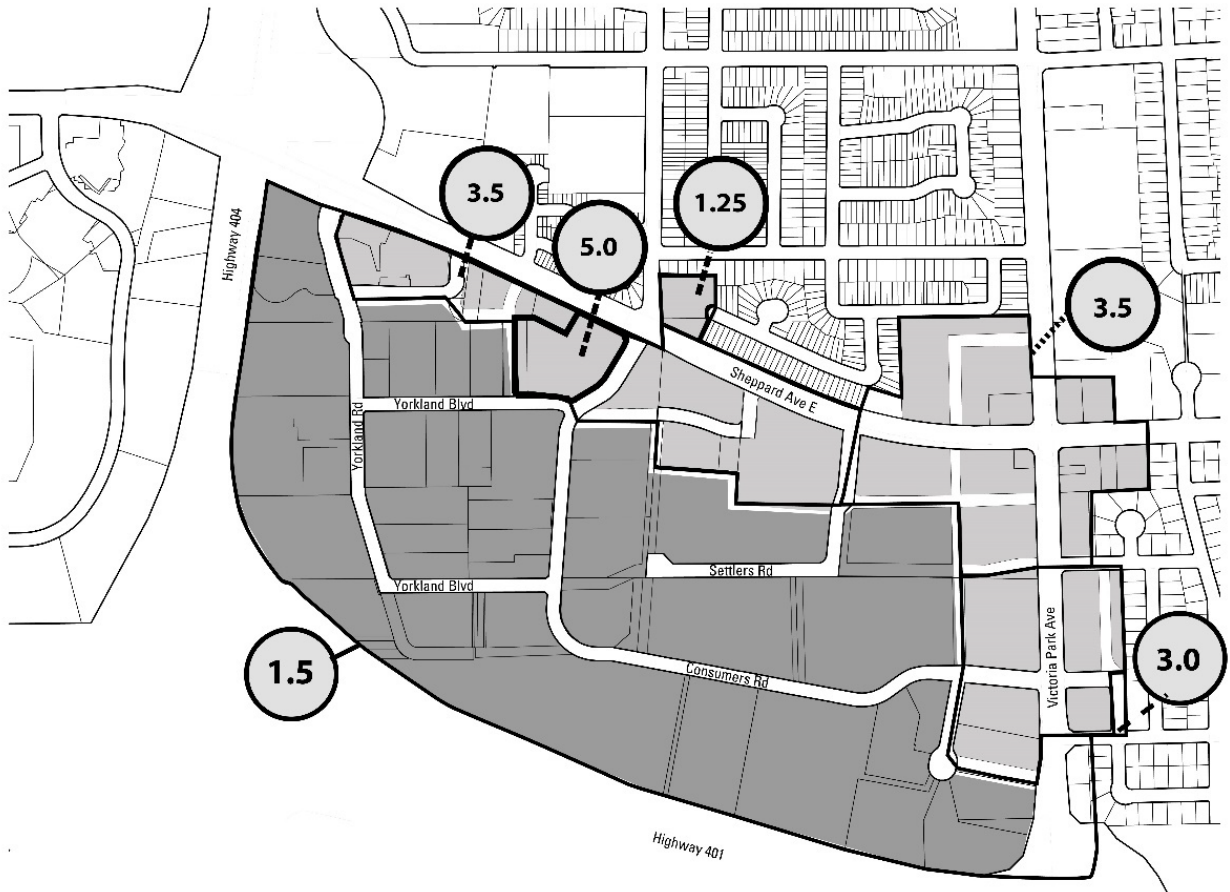 3.5
1.25
5.0
Highway 404
3.5
Sheppard Ave E
Yorkland Blvd
Yorkland Rd
Settlers Rd
Yorkland Blvd
Victoria Park Ave
1.5
Consumers Rd
3.0
Highway 401